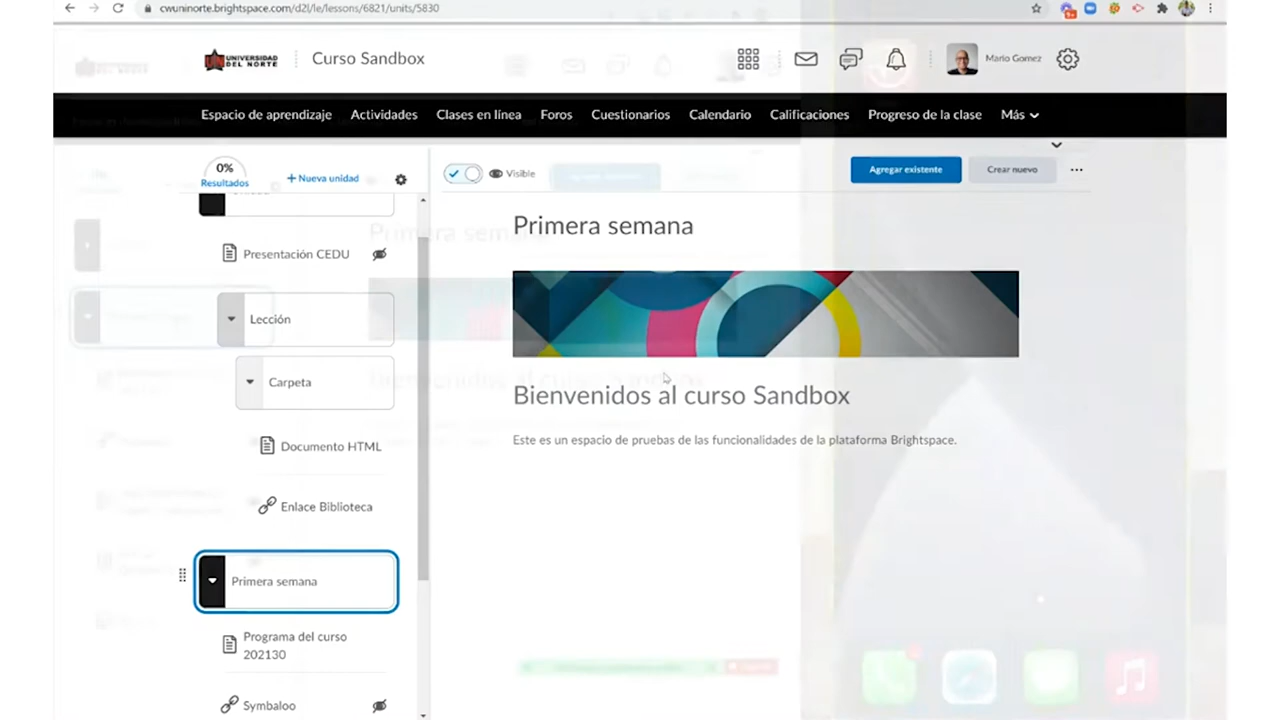 cwuninorte.brightspace.com/d2l/le/lessons/6821/units/5830
UNIVERSIDAD
DEL NORTE
Curso Sandbox
Mario Gomez
Espacio de aprendizaje Actividades Clases en línea Foros Cuestionarios Calendario Calificaciones Progreso de la clase Más
0%
Resultados
+ Nueva unidad
Visible
Agregar existente
Crear nuevo
Primera semana
Presentación CEDU
Lección
Carpeta
Documento HTML
Enlace Biblioteca
Primera semana
Programa del curso
202130
Symbaloo
Bienvenidos al curso Sandbox
Este es un espacio de pruebas de las funcionalidades de la plataforma Brightspace.